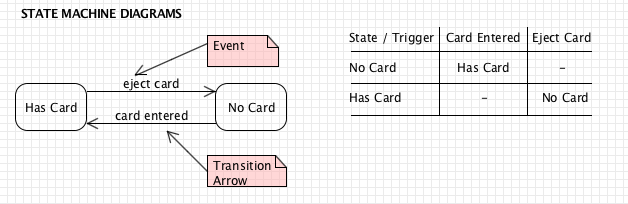 STATE MACHINE DIAGRAMS
Event
eject card
Has Card
No Card
card entered
Transition
Arrow
State / Trigger Card Entered Eject Card
No Card Has Card –
Has Card – No Card